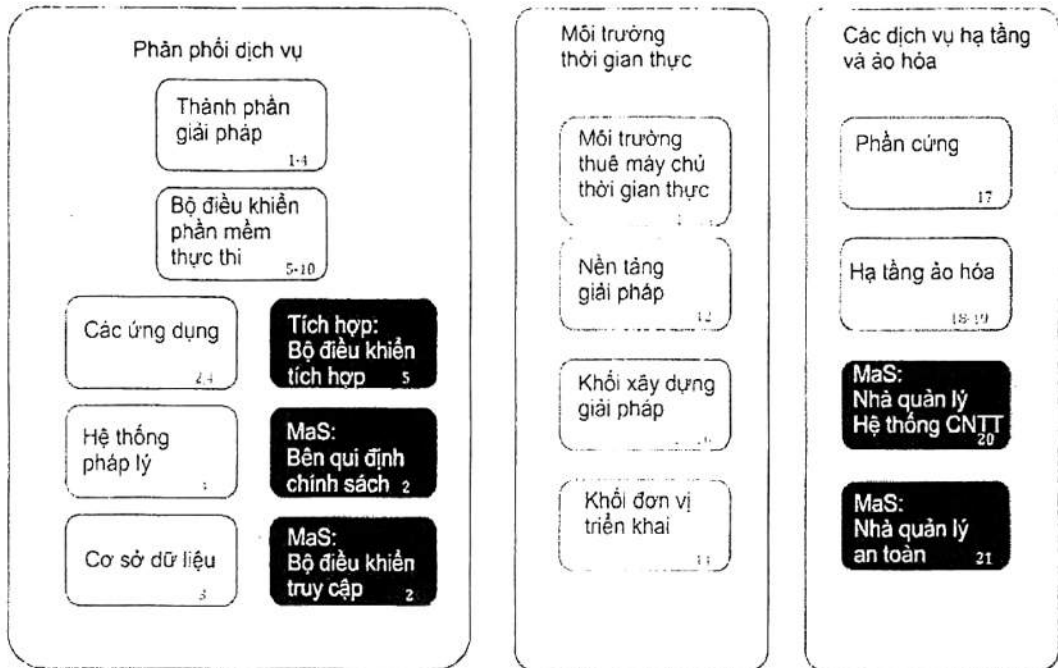 Phân phối dịch vụ
Thành phần
giải pháp
1-4
Bộ điều khiển
phần mềm
thực thi
5-10
Các ứng dụng
2,4
Tích hợp:
Bộ điều khiển
tích hợp 5
Hệ thống
pháp lý
MaS:
Bên qui định
chính sách 2
Cơ sở dữ liệu
3
MaS:
Bộ điều khiển
truy cập 2
Môi trường
thời gian thực
Môi trường
thuê máy chủ
thời gian thực
Nền tảng
giải pháp
12
Khối xây dựng
giải pháp
Khối đơn vị
triển khai
Các dịch vụ hạ tầng
và ảo hóa
Phần cứng
17
Hạ tầng ảo hóa
18-19
MaS:
Nhà quản lý
Hệ thống CNTT
20
MaS:
Nhà quản lý
an toàn 21